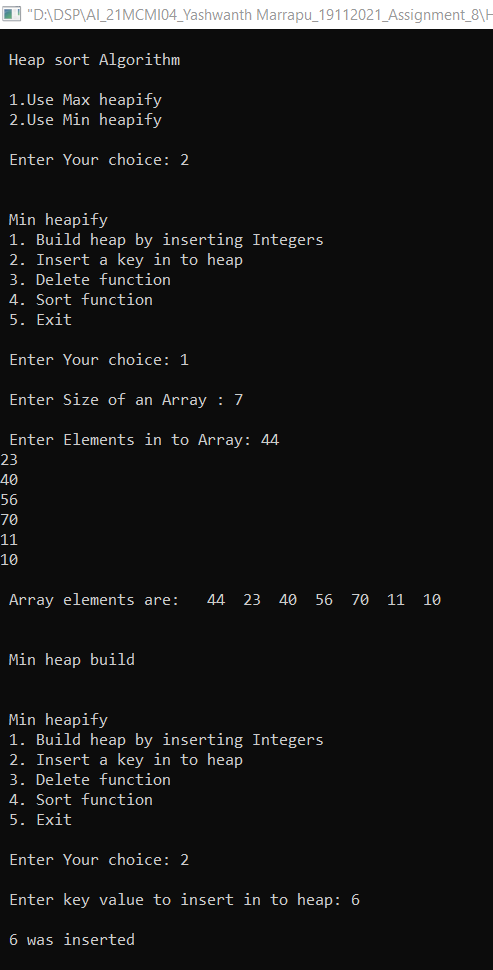 "D:\DSP\AI_21MCMI04_Yashwanth Marrapu_19112021_Assignment_8\H
Heap sort Algorithm
1.Use Max heapify
2.Use Min heapify
Enter Your choice: 2
Min heapify
1. Build heap by inserting Integers
2. Insert a key in to heap
3. Delete function
4. Sort function
5. Exit
Enter Your choice: 1
Enter Size of an Array : 7
Enter Elements in to Array: 44
23
40
56
70
11
10
Array elements are:   44  23  40  56  70  11  10
Min heap build
Min heapify
1. Build heap by inserting Integers
2. Insert a key in to heap
3. Delete function
4. Sort function
5. Exit
Enter Your choice: 2
Enter key value to insert in to heap: 6
6 was inserted